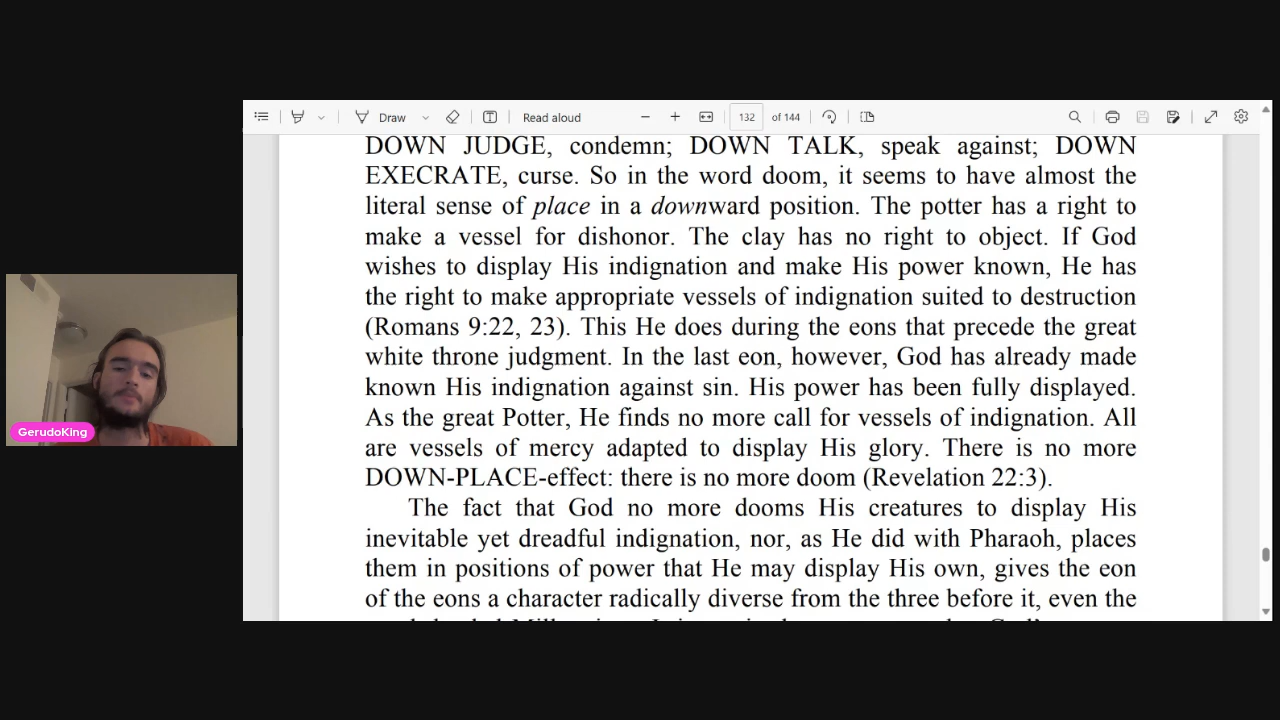 Draw
Read aloud
132 of 144
DOWN JUDGE, condemn; DOWN TALK, speak against; DOWN
EXECRATE, curse. So in the word doom, it seems to have almost the
literal sense of place in a downward position. The potter has a right to
make a vessel for dishonor. The clay has no right to object. If God
wishes to display His indignation and make His power known, He has
the right to make appropriate vessels of indignation suited to destruction
(Romans 9:22, 23). This He does during the eons that precede the great
white throne judgment. In the last eon, however, God has already made
known His indignation against sin. His power has been fully displayed.
As the great Potter, He finds no more call for vessels of indignation. All
are vessels of mercy adapted to display His glory. There is no more
DOWN-PLACE-effect: there is no more doom (Revelation 22:3).
The fact that God no more dooms His creatures to display His
inevitable yet dreadful indignation, nor, as He did with Pharaoh, places
them in positions of power that He may display His own, gives the eon
of the eons a character radically diverse from the three before it, even the
GerudoKing